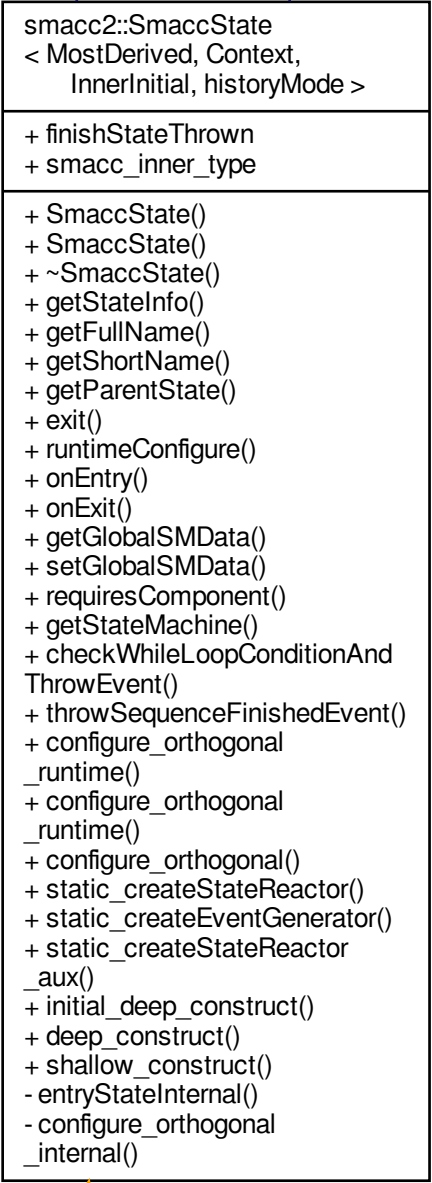 smacc2::SmaccState
< MostDerived, Context,
InnerInitial, historyMode >
+ finishStateThrown
+ smacc_inner_type
+ SmaccState()
+ SmaccState()
+ ~SmaccState()
+ getStateInfo()
+ getFullName()
+ getShortName()
+ getParentState()
+ exit()
+ runtimeConfigure()
+ onEntry()
+ onExit()
+ getGlobalSMData()
+ setGlobalSMData()
+ requiresComponent()
+ getStateMachine()
+ checkWhileLoopConditionAnd
ThrowEvent()
+ throwSequenceFinishedEvent()
+ configure_orthogonal
_runtime()
+ configure_orthogonal
_runtime()
+ configure_orthogonal()
+ static_createStateReactor()
+ static_createEventGenerator()
+ static_createStateReactor
_aux()
+ initial_deep_construct()
+ deep_construct()
+ shallow_construct()
- entryStateInternal()
- configure_orthogonal
_internal()